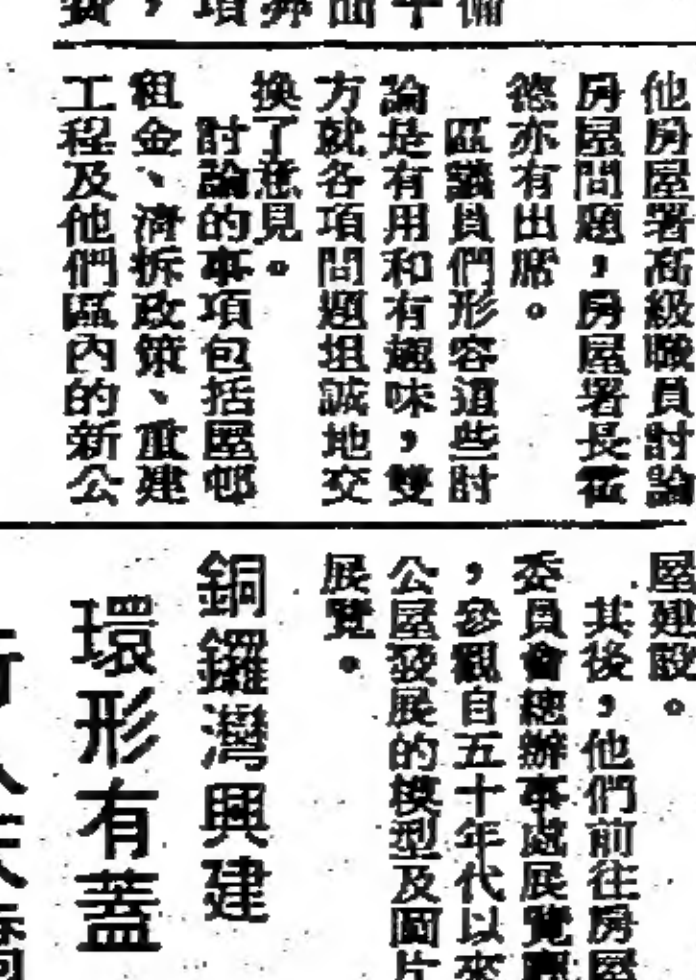 他房屋署高級職員討論
房屋問題，房屋署長霍
德亦有出席。
區議員們形容這些討
論是有用和有趣味，雙
方就各項問題坦誠地交
換了意見。
討論的事項包括屋邨
租金、清拆政策、重建
工程及他們區內的新公
屋建設。
其後，他們前往房屋
委員會總辦事處展覽廳
，參觀自五十年代以來
公屋發展的模型及圖片
展覽。
銅鑼灣興建
環形有蓋